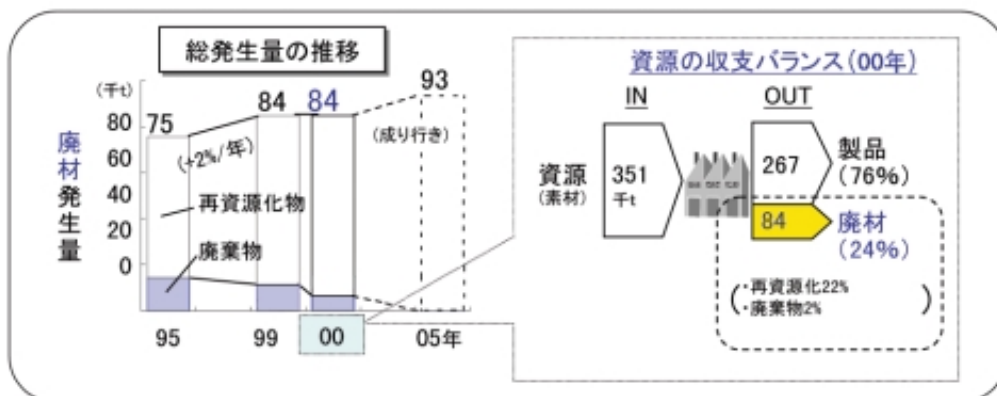 総発生量の推移
(千t)
廃材発生量
80
60
40
20
0
75
84
84
93
(+2%/年)
(成り行き)
再資源化物
廃棄物
95
99
00
05年
資源の収支バランス(00年)
IN
OUT
資源
(素材)
351
千t
267
製品
(76%)
84
廃材
(24%)
・再資源化22%
・廃棄物2%